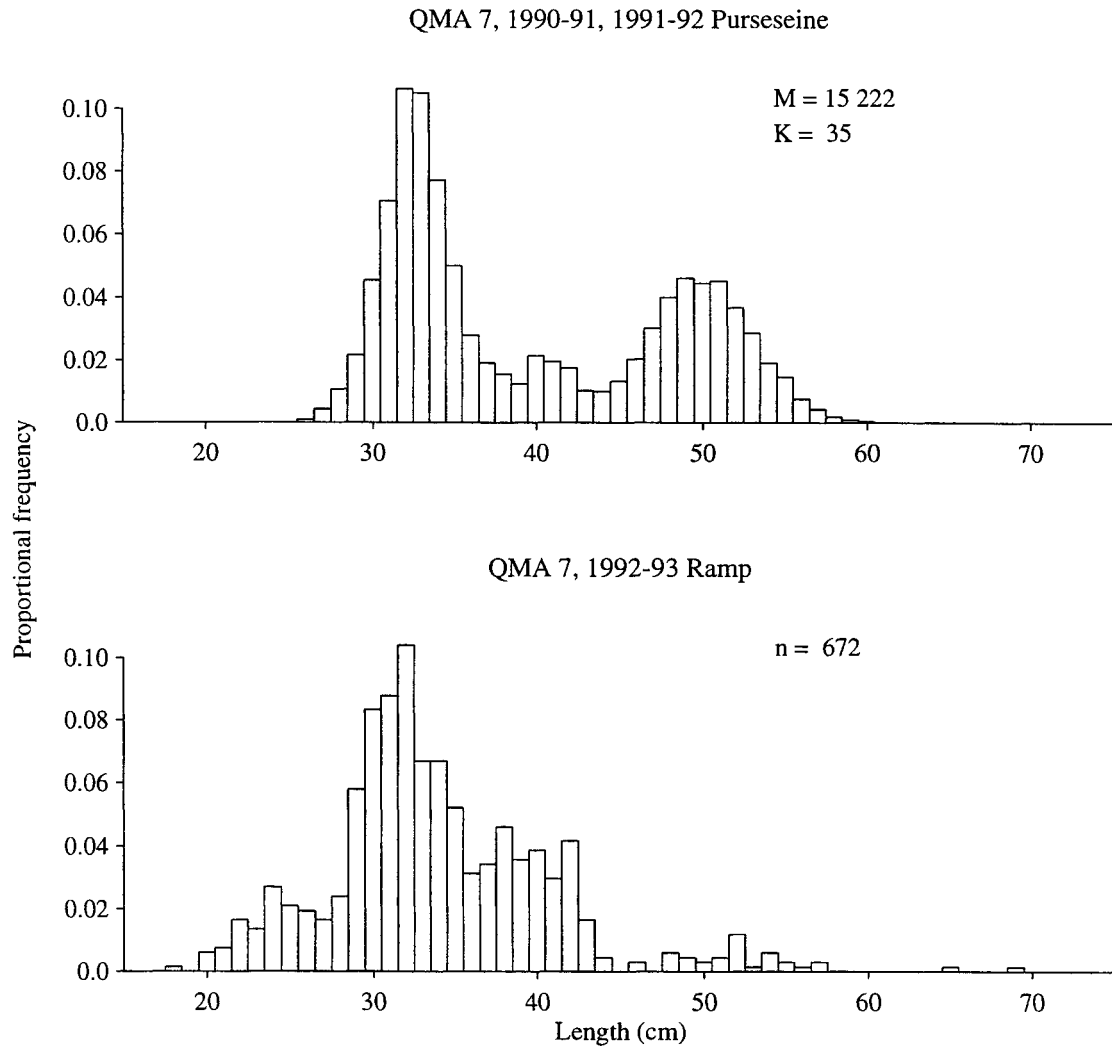 QMA 7, 1990-91, 1991-92 Purseseine
M = 15 222
K = 35
0.10
0.08
0.06
0.04
0.02
0.0
20 30 40 50 60 70
Proportional frequency
QMA 7, 1992-93 Ramp
n = 672
0.10
0.08
0.06
0.04
0.02
0.0
20 30 40 50 60 70
Length (cm)